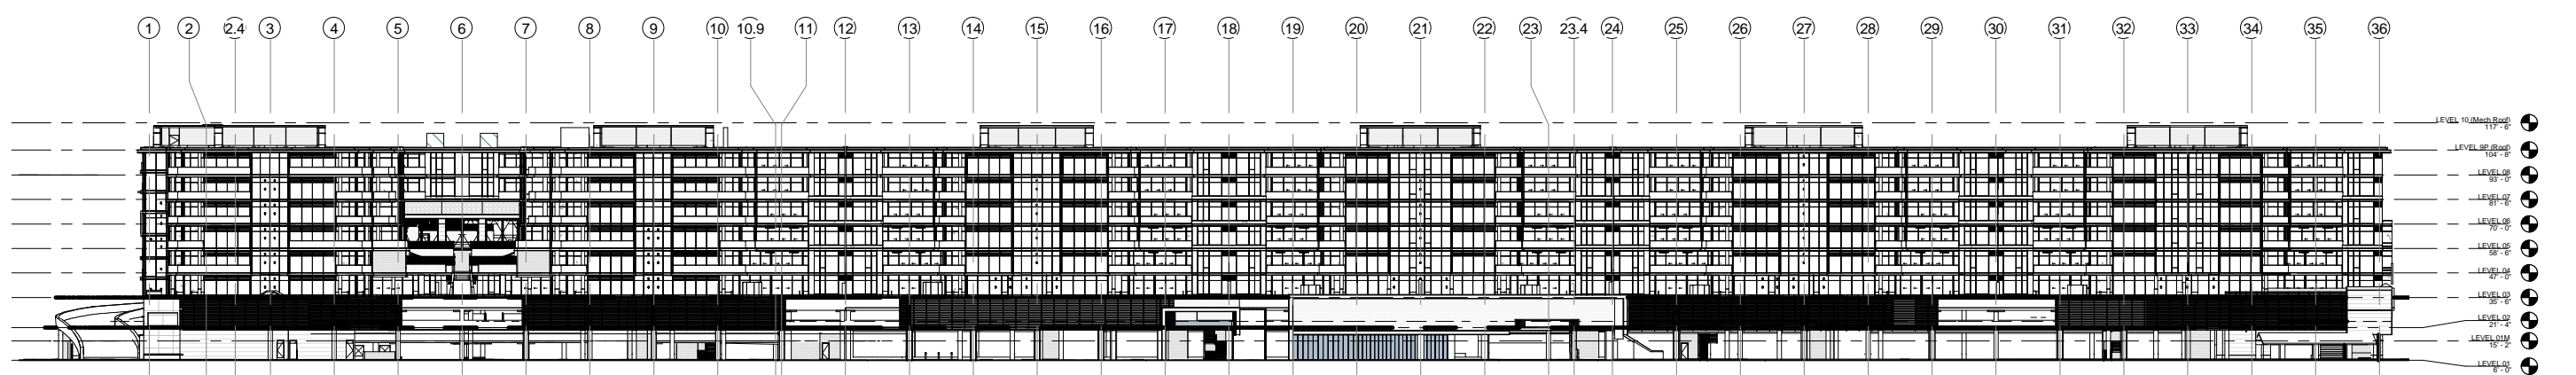 1 2 2.4 3 4 5 6 7 8 9 10 10.9 11 12 13 14 15 16 17 18 19 20 21 22 23 23.4 24 25 26 27 28 29 30 31 32 33 34 35 36
LEVEL 10 (Mech Roof)
117' - 6"
LEVEL 9P (Roof)
104' - 8"
LEVEL 08
93' - 0"
LEVEL 07
81' - 6"
LEVEL 06
70' - 0"
LEVEL 05
58' - 6"
LEVEL 04
47' - 0"
LEVEL 03
35' - 6"
LEVEL 02
21' - 4"
LEVEL 01M
15' - 2"
LEVEL 01
6' - 0"